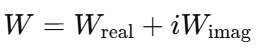 W = W_real + iW_imag